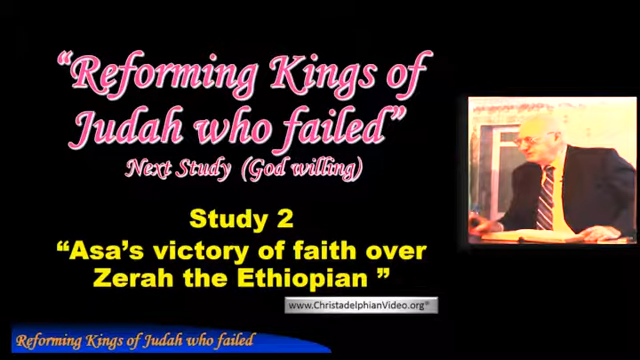 “Reforming Kings of
Judah who failed”
Next Study (God willing)
Study 2
“Asa’s victory of faith over
Zerah the Ethiopian ”
www.ChristadelphianVideo.org®
Reforming Kings of Judah who failed